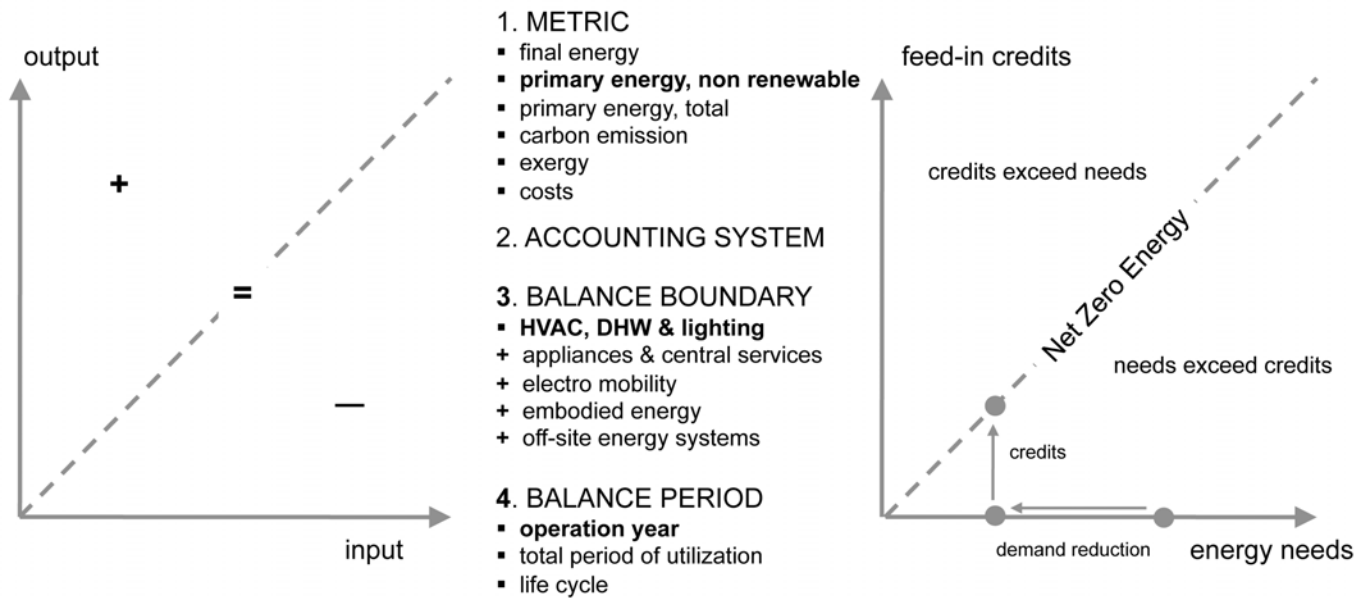 output
+
=
—
input
1. METRIC
▪ final energy
▪ primary energy, non renewable
▪ primary energy, total
▪ carbon emission
▪ exergy
▪ costs
2. ACCOUNTING SYSTEM
3. BALANCE BOUNDARY
▪ HVAC, DHW & lighting
+ appliances & central services
+ electro mobility
+ embodied energy
+ off-site energy systems
4. BALANCE PERIOD
▪ operation year
▪ total period of utilization
▪ life cycle
feed-in credits
credits exceed needs
Net Zero Energy
needs exceed credits
credits
demand reduction
energy needs